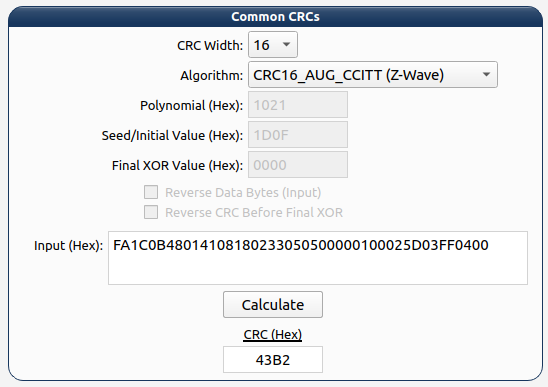 Common CRCs
CRC Width: 16
Algorithm: CRC16_AUG_CCITT (Z-Wave)
Polynomial (Hex): 1021
Seed/Initial Value (Hex): 1D0F
Final XOR Value (Hex): 0000
Reverse Data Bytes (Input)
Reverse CRC Before Final XOR
Input (Hex): FA1C0B48014108180233050500000100025D03FF0400
Calculate
CRC (Hex)
43B2